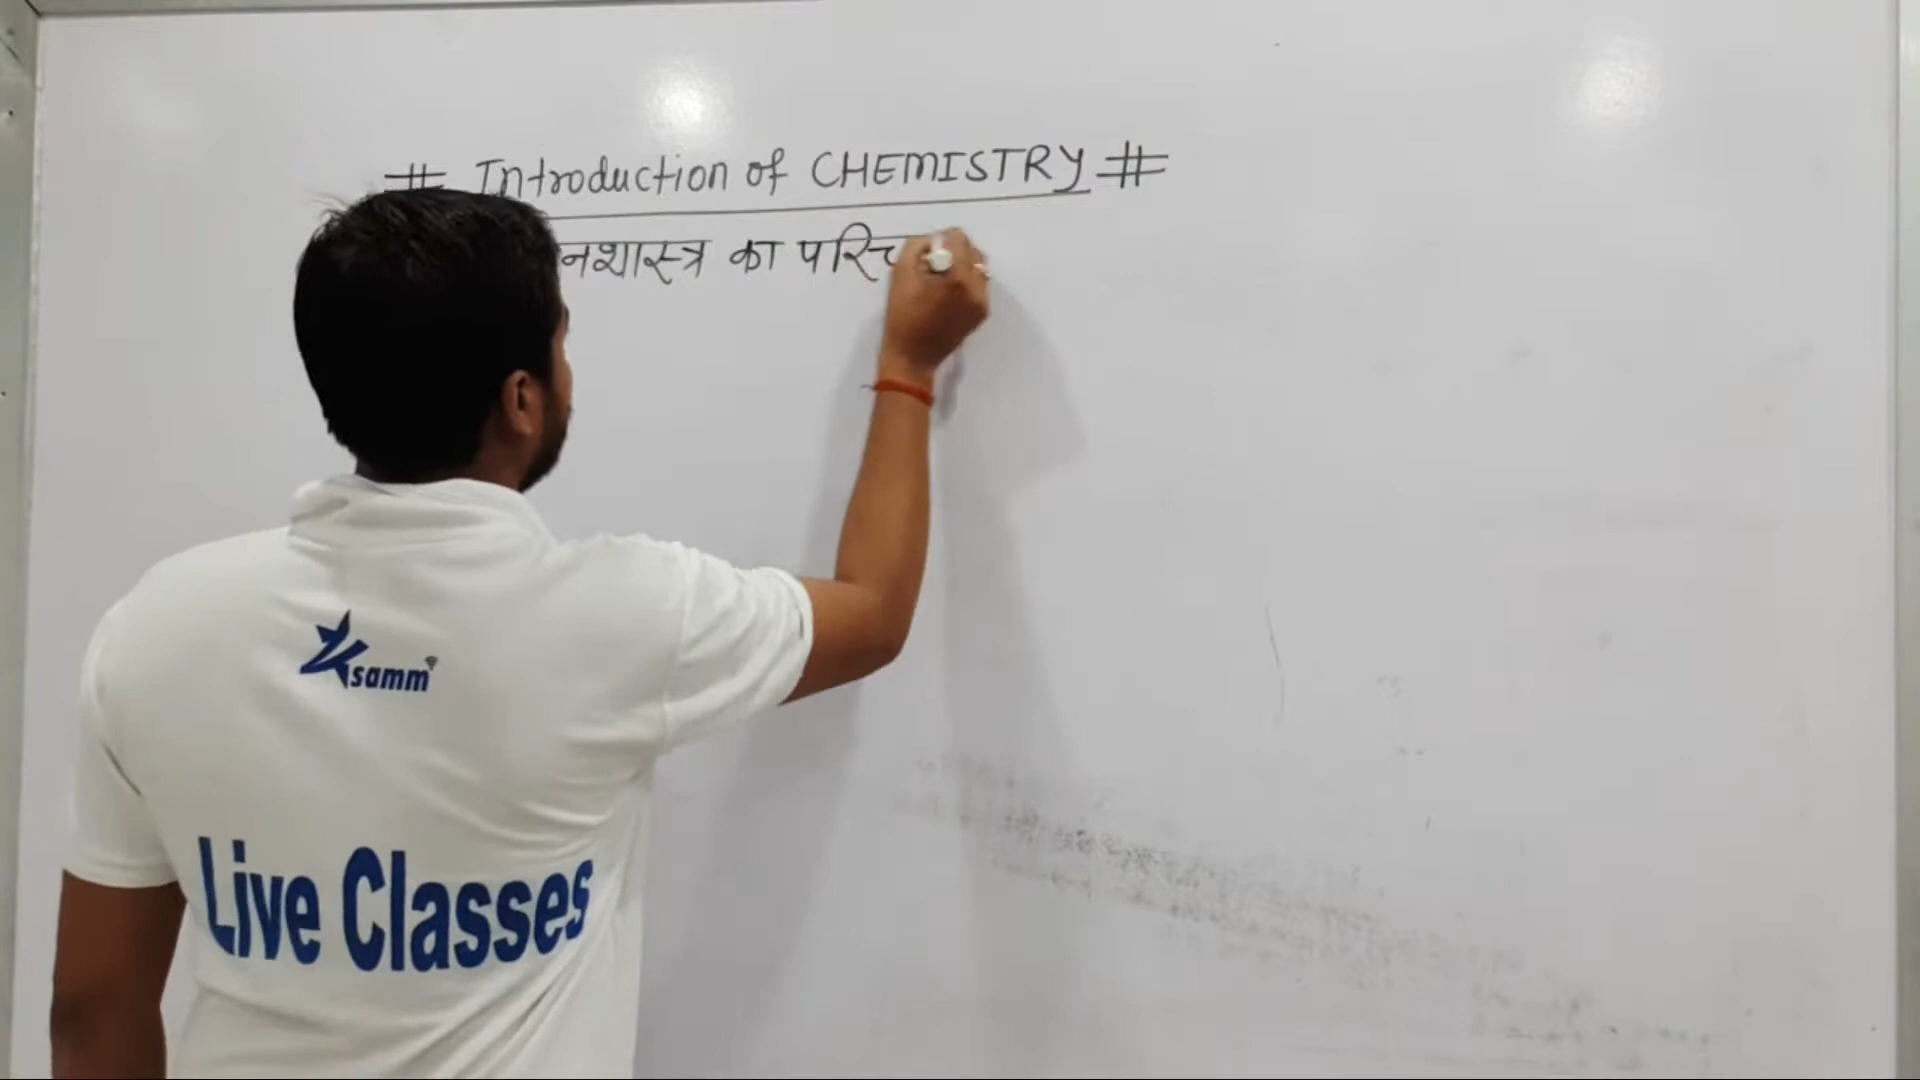 # Introduction of CHEMISTRY #
नशास्त्र का परिच
samm
Live Classes